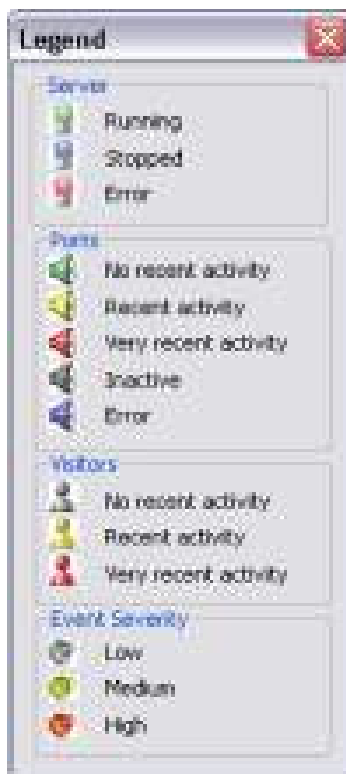 Legend
Server
Running
Stopped
Error
Ports
No recent activity
Recent activity
Very recent activity
Inactive
Error
Visitors
No recent activity
Recent activity
Very recent activity
Event Severity
Low
Medium
High